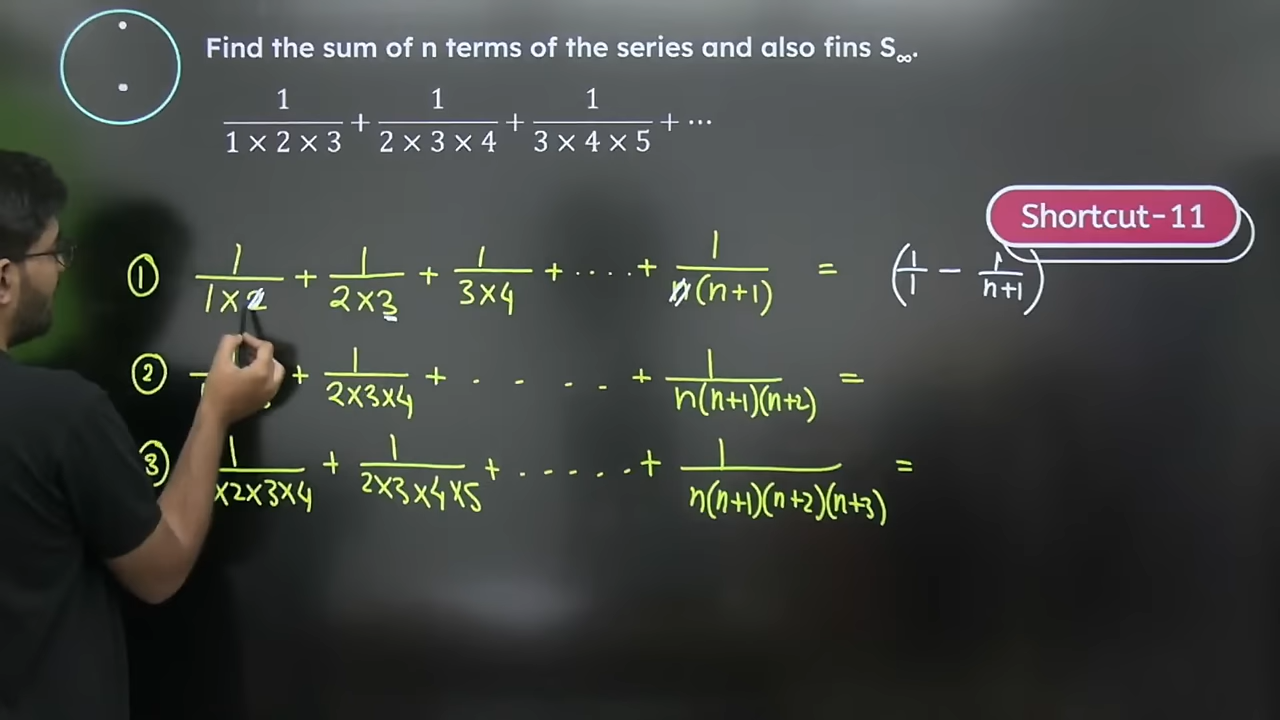 Find the sum of n terms of the series and also fins S∞.
1/(1 × 2 × 3) + 1/(2 × 3 × 4) + 1/(3 × 4 × 5) + ⋯
Shortcut-11
① 1/(1×2) + 1/(2×3) + 1/(3×4) + ....+ 1/(n(n+1)) = (1/1 − 1/(n+1))
② + 1/(2×3×4) + . . . . + 1/(n(n+1)(n+2)) =
3) 1/(×2×3×4) + 1/(2×3×4×5) + ..... + 1/(n(n+1)(n+2)(n+3)) =